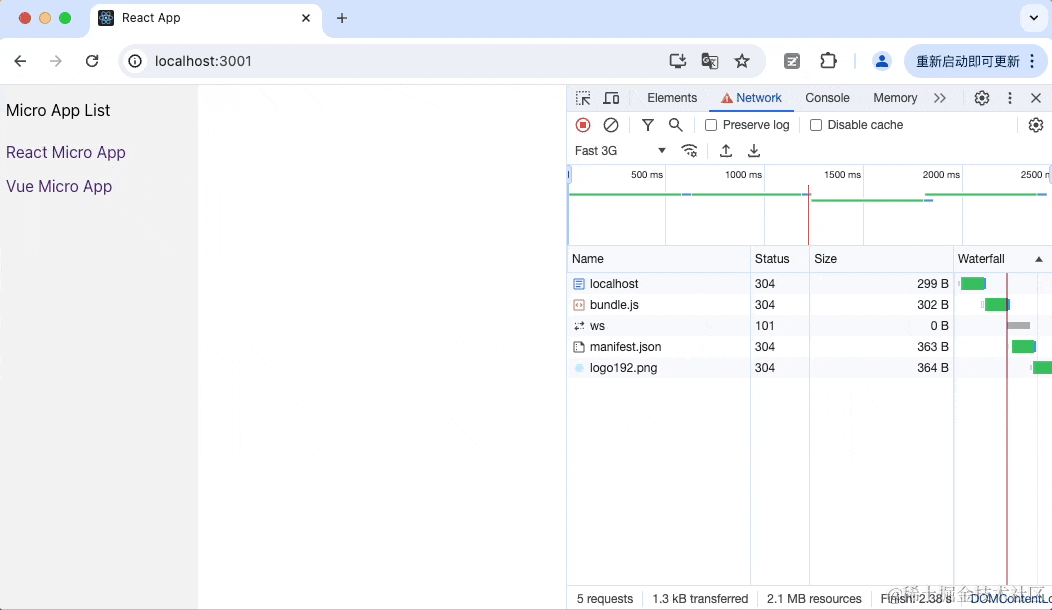 React App
localhost:3001
重新启动即可更新
Micro App List
React Micro App
Vue Micro App
Elements Network Console Memory
Preserve log Disable cache
Fast 3G
500 ms 1000 ms 1500 ms 2000 ms 2500 m
Name Status Size Waterfall
localhost 304 299 B
bundle.js 304 302 B
ws 101 0 B
manifest.json 304 363 B
logo192.png 304 364 B
5 requests 1.3 kB transferred 2.1 MB resources Finish: 2.38 s DOMContentLo
@稀土掘金技术社区